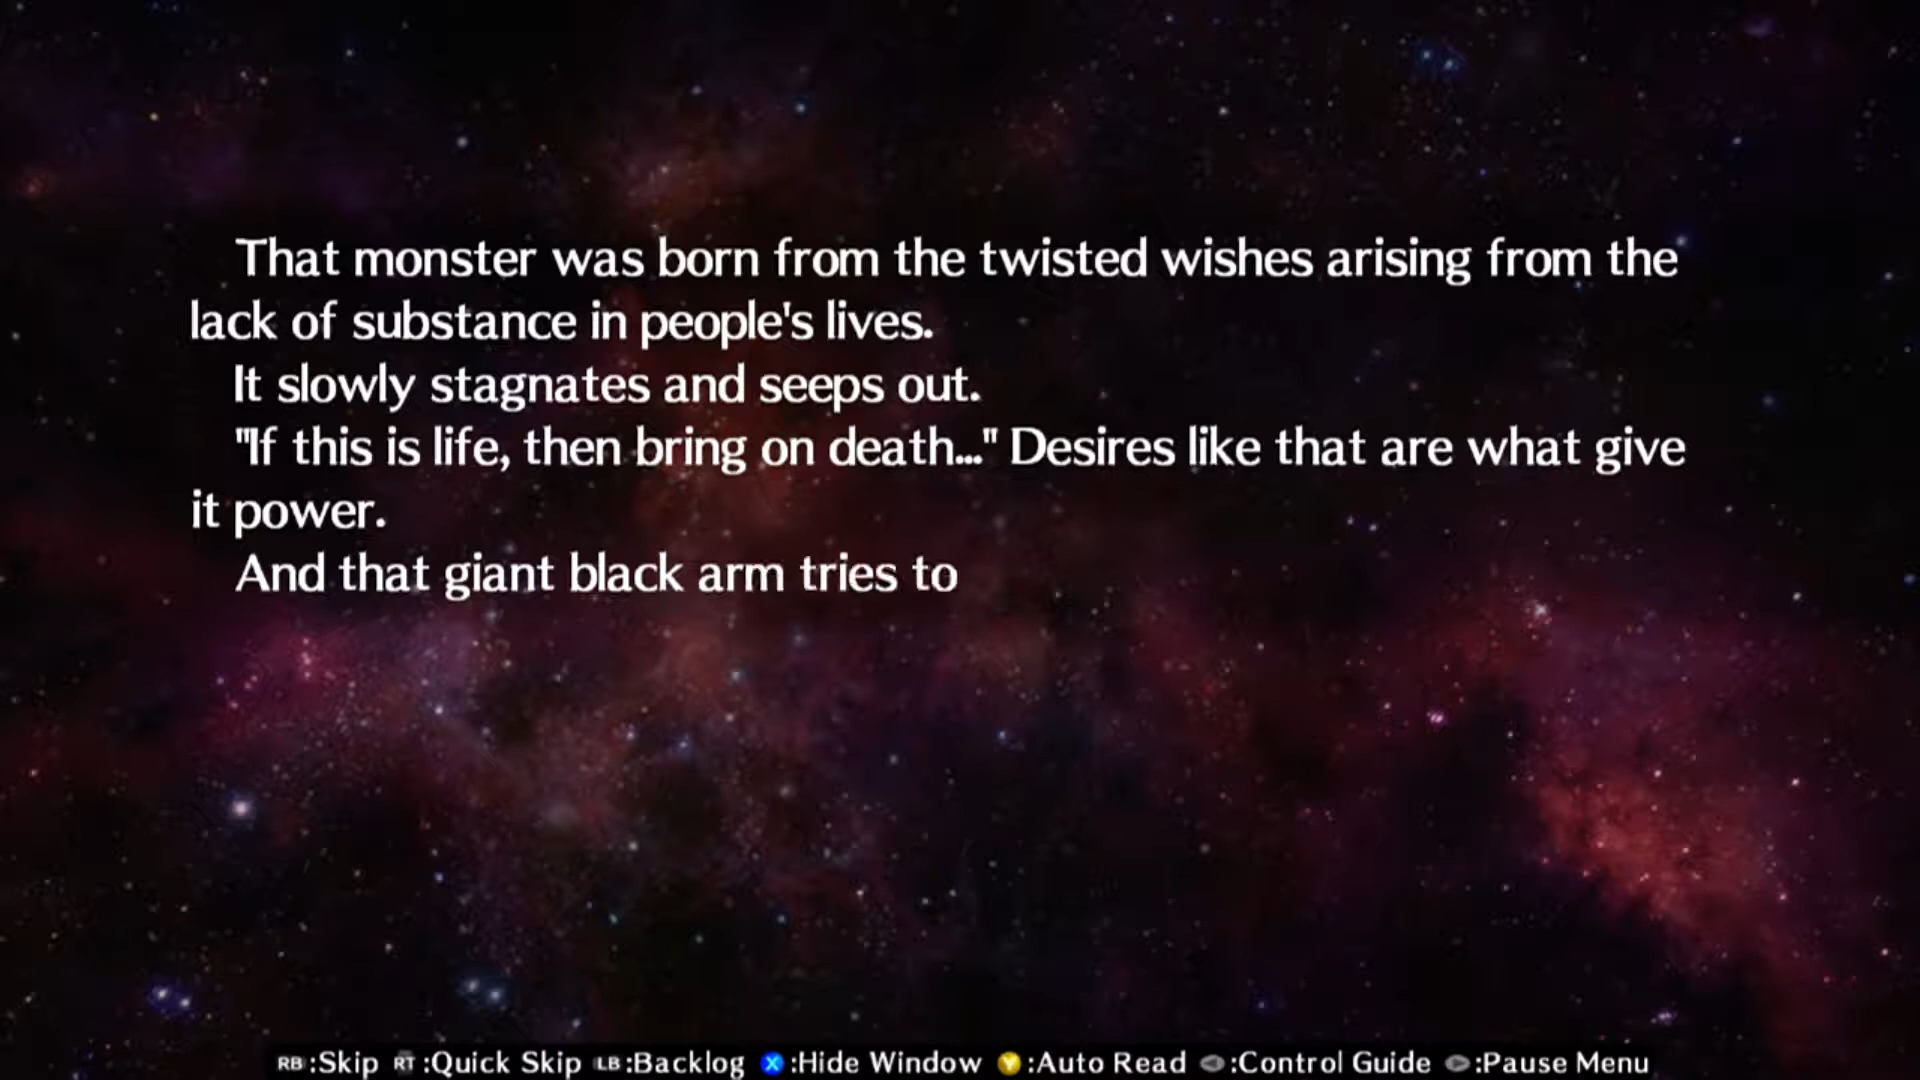 That monster was born from the twisted wishes arising from the
lack of substance in people's lives.
It slowly stagnates and seeps out.
"If this is life, then bring on death..." Desires like that are what give
it power.
And that giant black arm tries to
RB:Skip RT:Quick Skip LB:Backlog X:Hide Window Y:Auto Read :Control Guide :Pause Menu